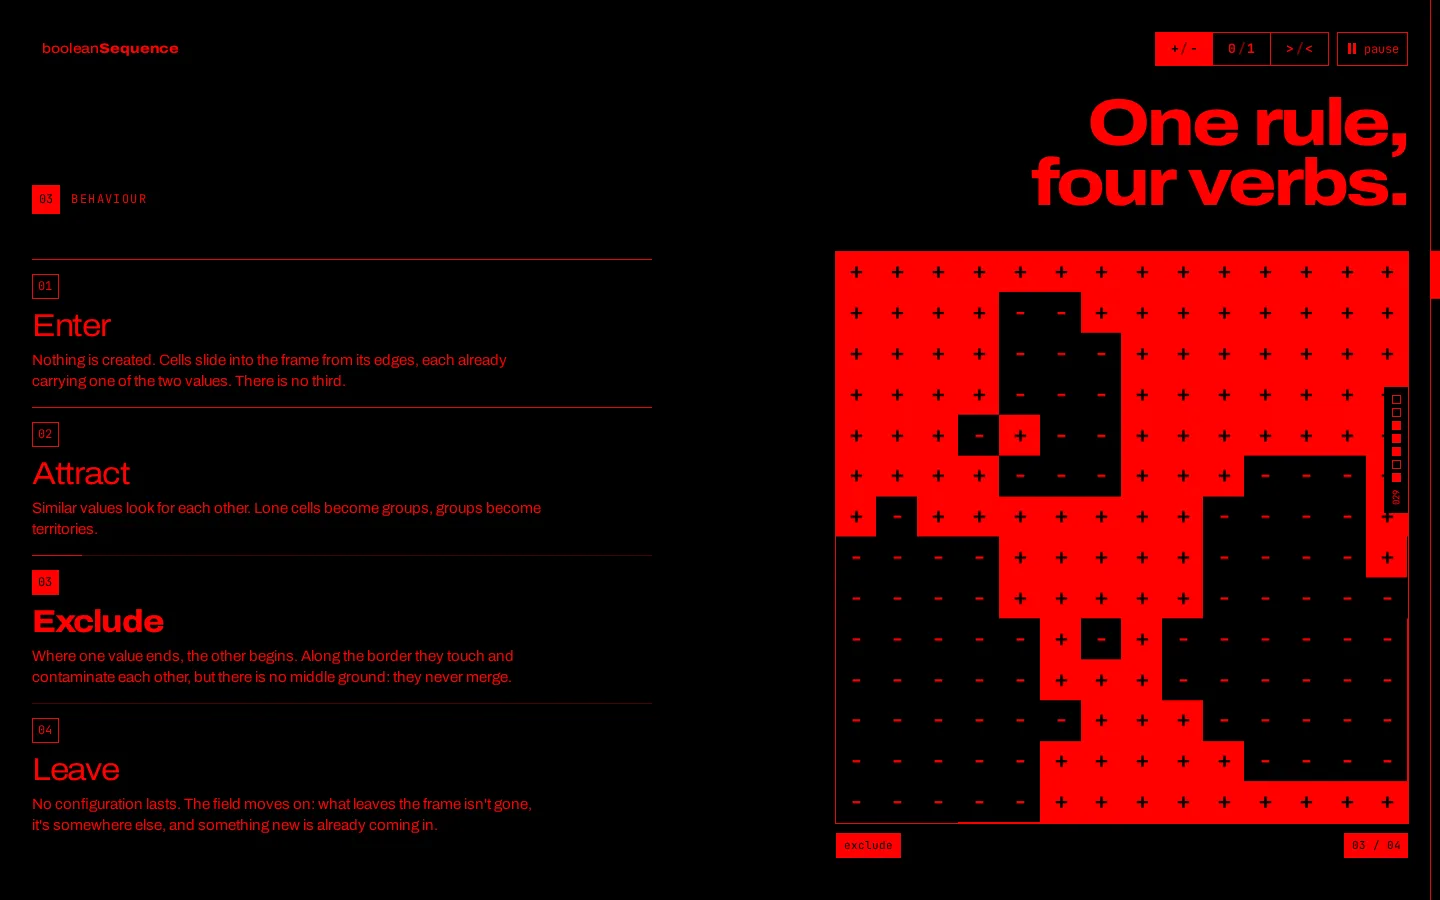 booleanSequence
+/-
0/1
>/<
pause
One rule,
four verbs.
03 BEHAVIOUR
01
Enter
Nothing is created. Cells slide into the frame from its edges, each already
carrying one of the two values. There is no third.
02
Attract
Similar values look for each other. Lone cells become groups, groups become
territories.
03
Exclude
Where one value ends, the other begins. Along the border they touch and
contaminate each other, but there is no middle ground: they never merge.
04
Leave
No configuration lasts. The field moves on: what leaves the frame isn't gone,
it's somewhere else, and something new is already coming in.
+ + + + + + + + + + + + + +
+ + + + - - + + + + + + + +
+ + + + - - - + + + + + + +
+ + + + - - - + + + + + +
+ + + - + - - + + + + + +
+ + + + - - - + + + - - -
+ - + + + + + + + - - - - +
- - - - + + + + + - - - - +
- - - - + + + + + - - - - -
- - - - - + - + - - - - - -
- - - - - + + + - - - - - -
- - - - - - + + + - - - - -
- - - - - + + + + + - - - -
- - - - - + + + + + + + + +
029
exclude
03 / 04